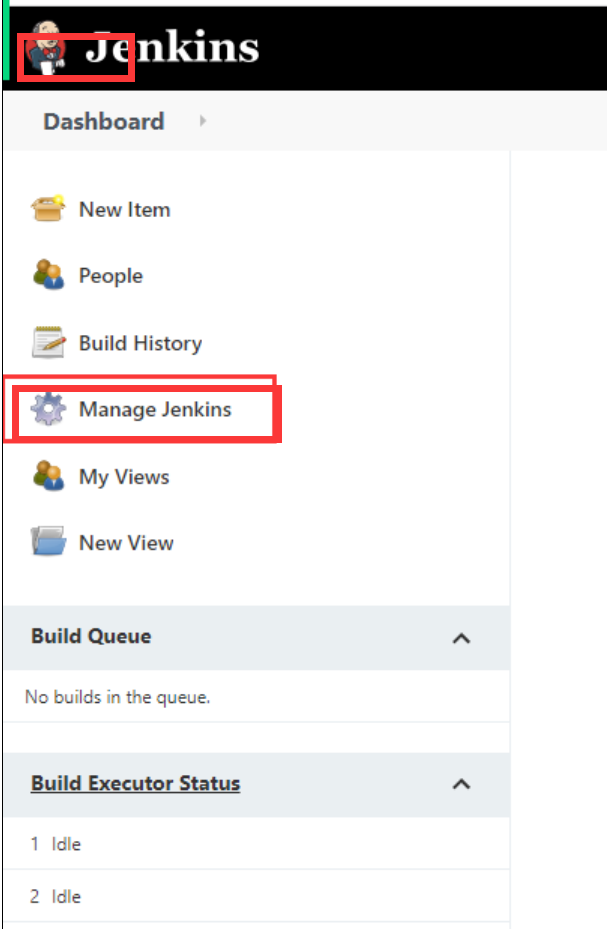 Jenkins
Dashboard
New Item
People
Build History
Manage Jenkins
My Views
New View
Build Queue
No builds in the queue.
Build Executor Status
1 Idle
2 Idle